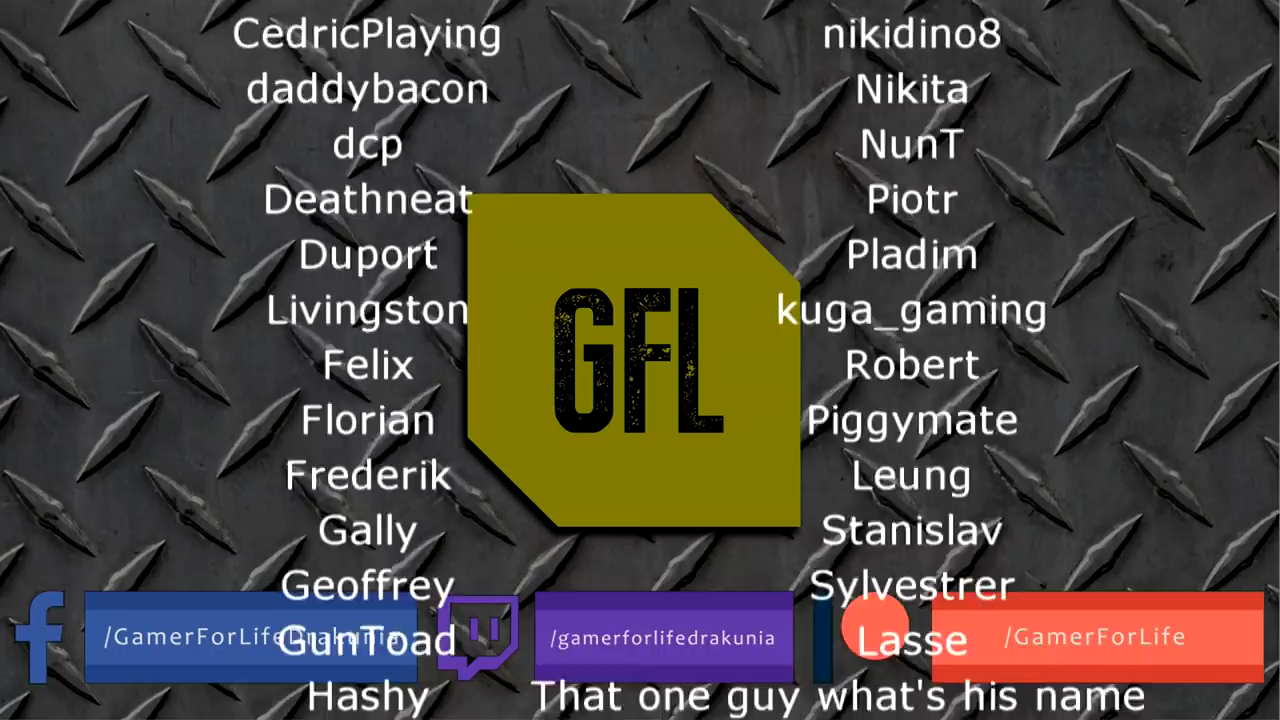 CedricPlaying
daddybacon
dcp
Deathneat
Duport
Livingston
Felix
Florian
Frederik
Gally
Geoffrey
GunToad
Hashy
nikidino8
Nikita
NunT
Piotr
Pladim
kuga_gaming
Robert
Piggymate
Leung
Stanislav
Sylvestrer
Lasse
That one guy what's his name
GFL
/GamerForLifeDrakunia
/gamerforlifedrakunia
/GamerForLife